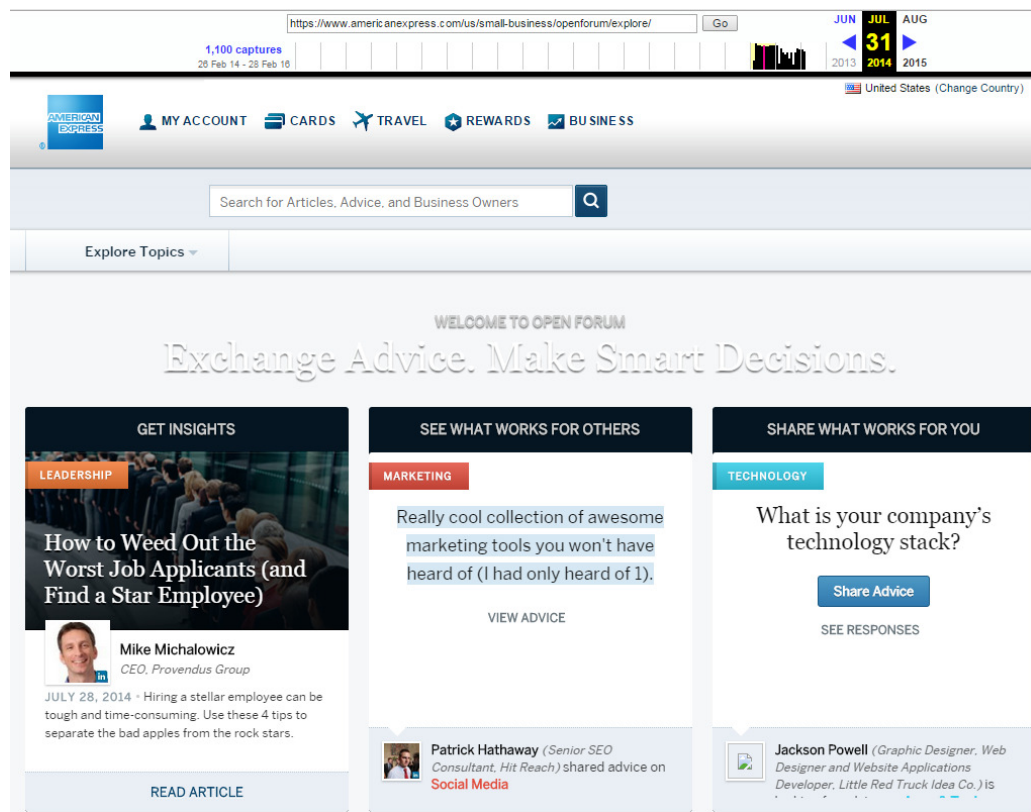 https://www.americanexpress.com/us/small-business/openforum/explore/ Go
JUN JUL AUG
1,100 captures
31
26 Feb 14 - 28 Feb 16
2013 2014 2015
United States (Change Country)
AMERICAN
EXPRESS
®
MY ACCOUNT CARDS TRAVEL REWARDS BUSINESS
Search for Articles, Advice, and Business Owners
Explore Topics
WELCOME TO OPEN FORUM
Exchange Advice. Make Smart Decisions.
GET INSIGHTS
LEADERSHIP
How to Weed Out the
Worst Job Applicants (and
Find a Star Employee)
in
Mike Michalowicz
CEO, Provendus Group
JULY 28, 2014 • Hiring a stellar employee can be
tough and time-consuming. Use these 4 tips to
separate the bad apples from the rock stars.
READ ARTICLE
SEE WHAT WORKS FOR OTHERS
MARKETING
Really cool collection of awesome
marketing tools you won't have
heard of (I had only heard of 1).
VIEW ADVICE
Patrick Hathaway (Senior SEO
Consultant, Hit Reach) shared advice on
Social Media
SHARE WHAT WORKS FOR YOU
TECHNOLOGY
What is your company's
technology stack?
Share Advice
SEE RESPONSES
Jackson Powell (Graphic Designer, Web
Designer and Website Applications
Developer, Little Red Truck Idea Co.) is